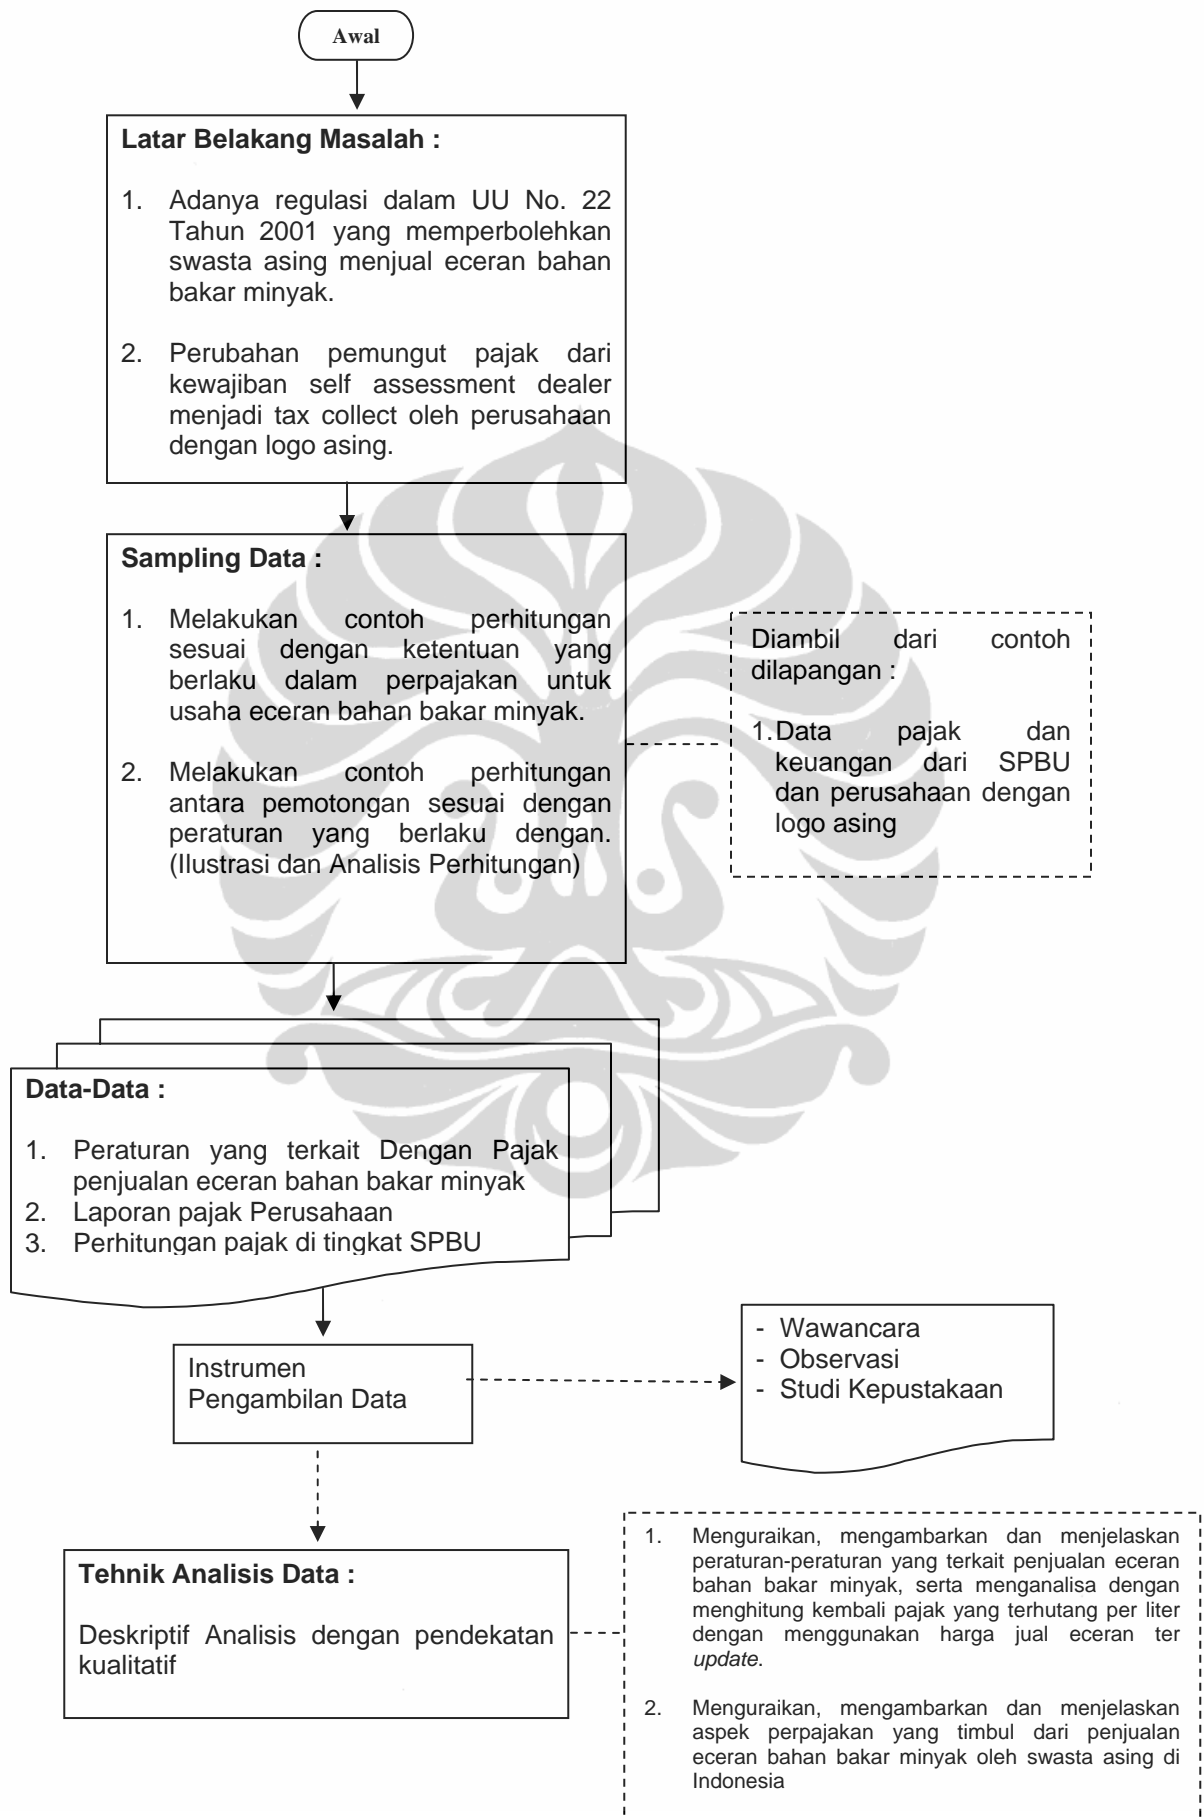 Awal
Latar Belakang Masalah :
1. Adanya regulasi dalam UU No. 22
Tahun 2001 yang memperbolehkan
swasta asing menjual eceran bahan
bakar minyak.
2. Perubahan pemungut pajak dari
kewajiban self assessment dealer
menjadi tax collect oleh perusahaan
dengan logo asing.
Sampling Data :
1. Melakukan contoh perhitungan
sesuai dengan ketentuan yang
berlaku dalam perpajakan untuk
usaha eceran bahan bakar minyak.
2. Melakukan contoh perhitungan
antara pemotongan sesuai dengan
peraturan yang berlaku dengan.
(Ilustrasi dan Analisis Perhitungan)
Diambil dari contoh
dilapangan :
1. Data pajak dan
keuangan dari SPBU
dan perusahaan dengan
logo asing
Data-Data :
1. Peraturan yang terkait Dengan Pajak
penjualan eceran bahan bakar minyak
2. Laporan pajak Perusahaan
3. Perhitungan pajak di tingkat SPBU
Instrumen
Pengambilan Data
- Wawancara
- Observasi
- Studi Kepustakaan
Tehnik Analisis Data :
Deskriptif Analisis dengan pendekatan
kualitatif
1. Menguraikan, mengambarkan dan menjelaskan
peraturan-peraturan yang terkait penjualan eceran
bahan bakar minyak, serta menganalisa dengan
menghitung kembali pajak yang terhutang per liter
dengan menggunakan harga jual eceran ter
update.
2. Menguraikan, mengambarkan dan menjelaskan
aspek perpajakan yang timbul dari penjualan
eceran bahan bakar minyak oleh swasta asing di
Indonesia